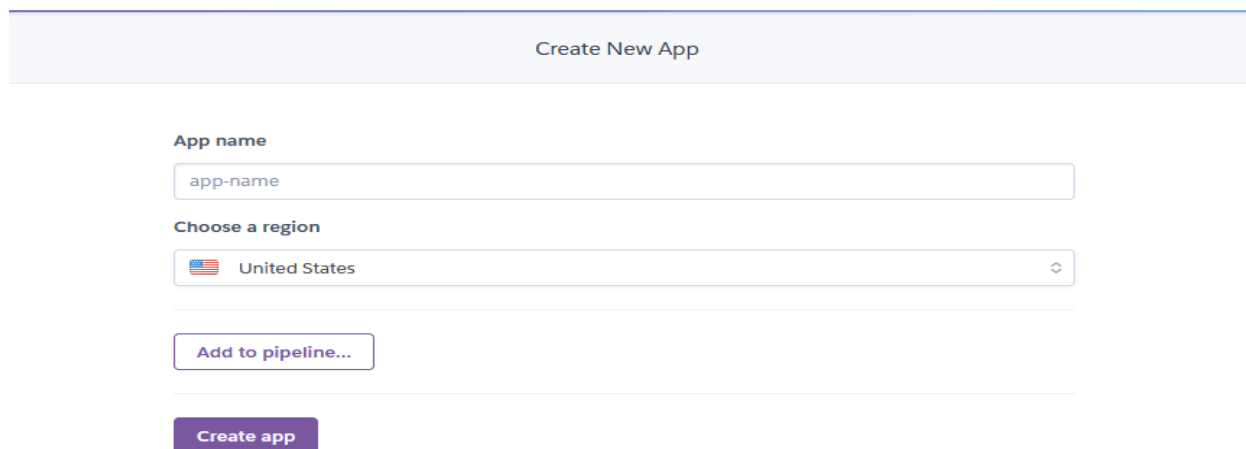 Create New App
App name
app-name
Choose a region
United States
Add to pipeline...
Create app